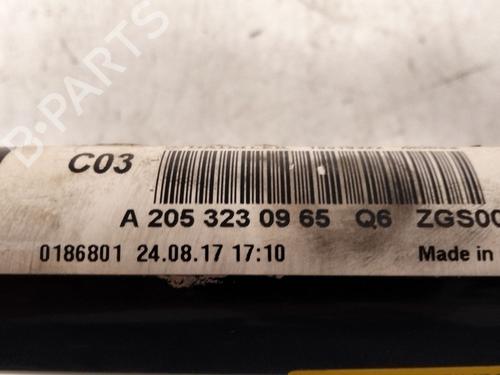 B-PARTS
C03
A 205 323 09 65 Q6 ZGS00
0186801 24.08.17 17:10 Made in